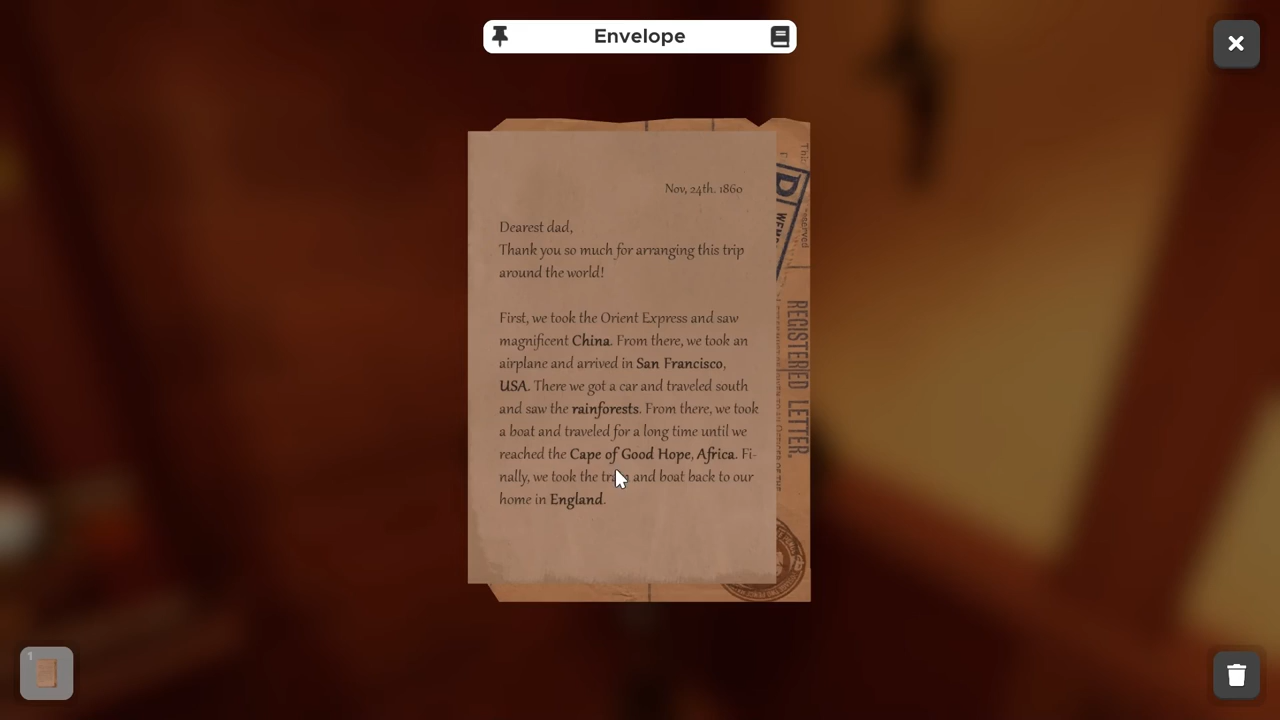 Envelope
Nov, 24th. 1860
Dearest dad,
Thank you so much for arranging this trip
around the world!
First, we took the Orient Express and saw
magnificent China. From there, we took an
airplane and arrived in San Francisco,
USA. There we got a car and traveled south
and saw the rainforests. From there, we took
a boat and traveled for a long time until we
reached the Cape of Good Hope, Africa. Fi-
nally, we took the and boat back to our
home in England.
REGISTERED LETTER.
1